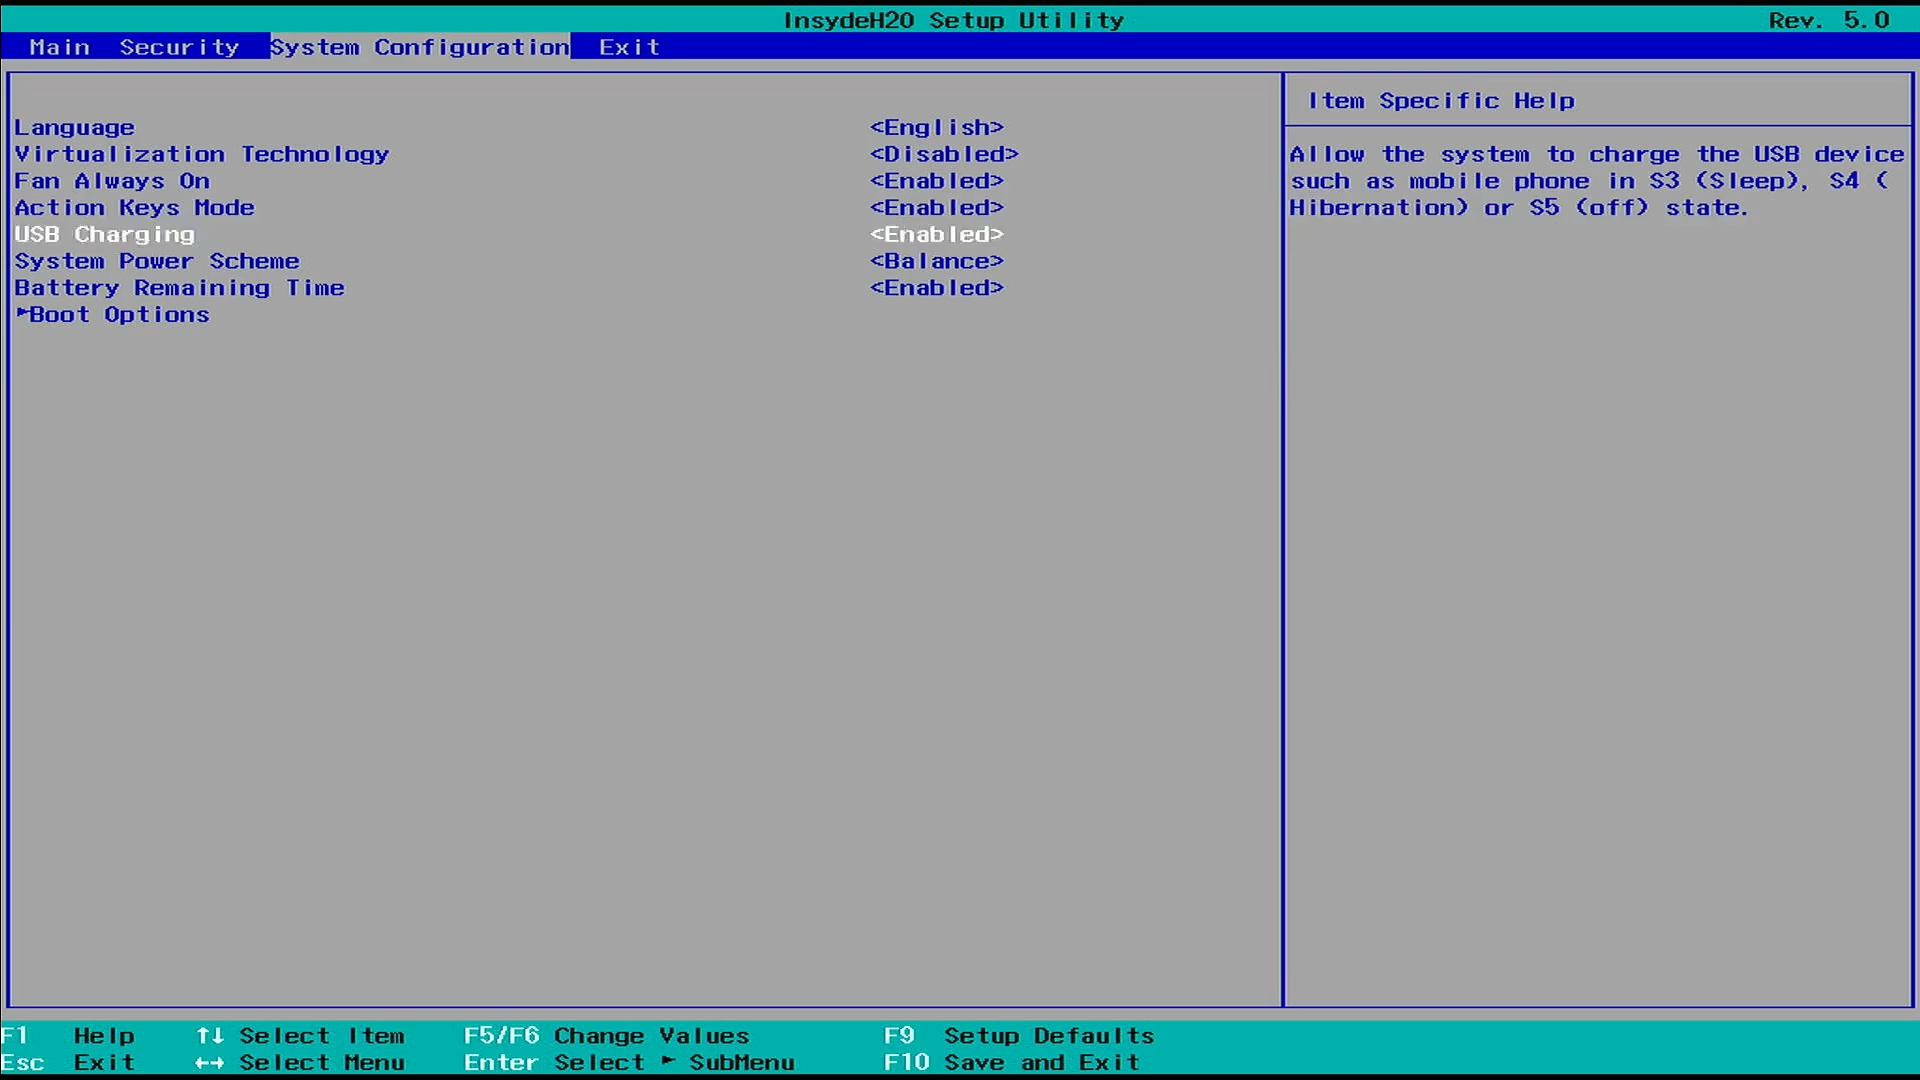 InsydeH2O Setup Utility Rev. 5.0
Main Security System Configuration Exit
Item Specific Help
Language <English>
Virtualization Technology <Disabled>
Fan Always On <Enabled>
Action Keys Mode <Enabled>
USB Charging <Enabled>
System Power Scheme <Balance>
Battery Remaining Time <Enabled>
►Boot Options
Allow the system to charge the USB device
such as mobile phone in S3 (Sleep), S4 (
Hibernation) or S5 (off) state.
F1 Help ↑↓ Select Item F5/F6 Change Values F9 Setup Defaults
Esc Exit ←→ Select Menu Enter Select ► SubMenu F10 Save and Exit